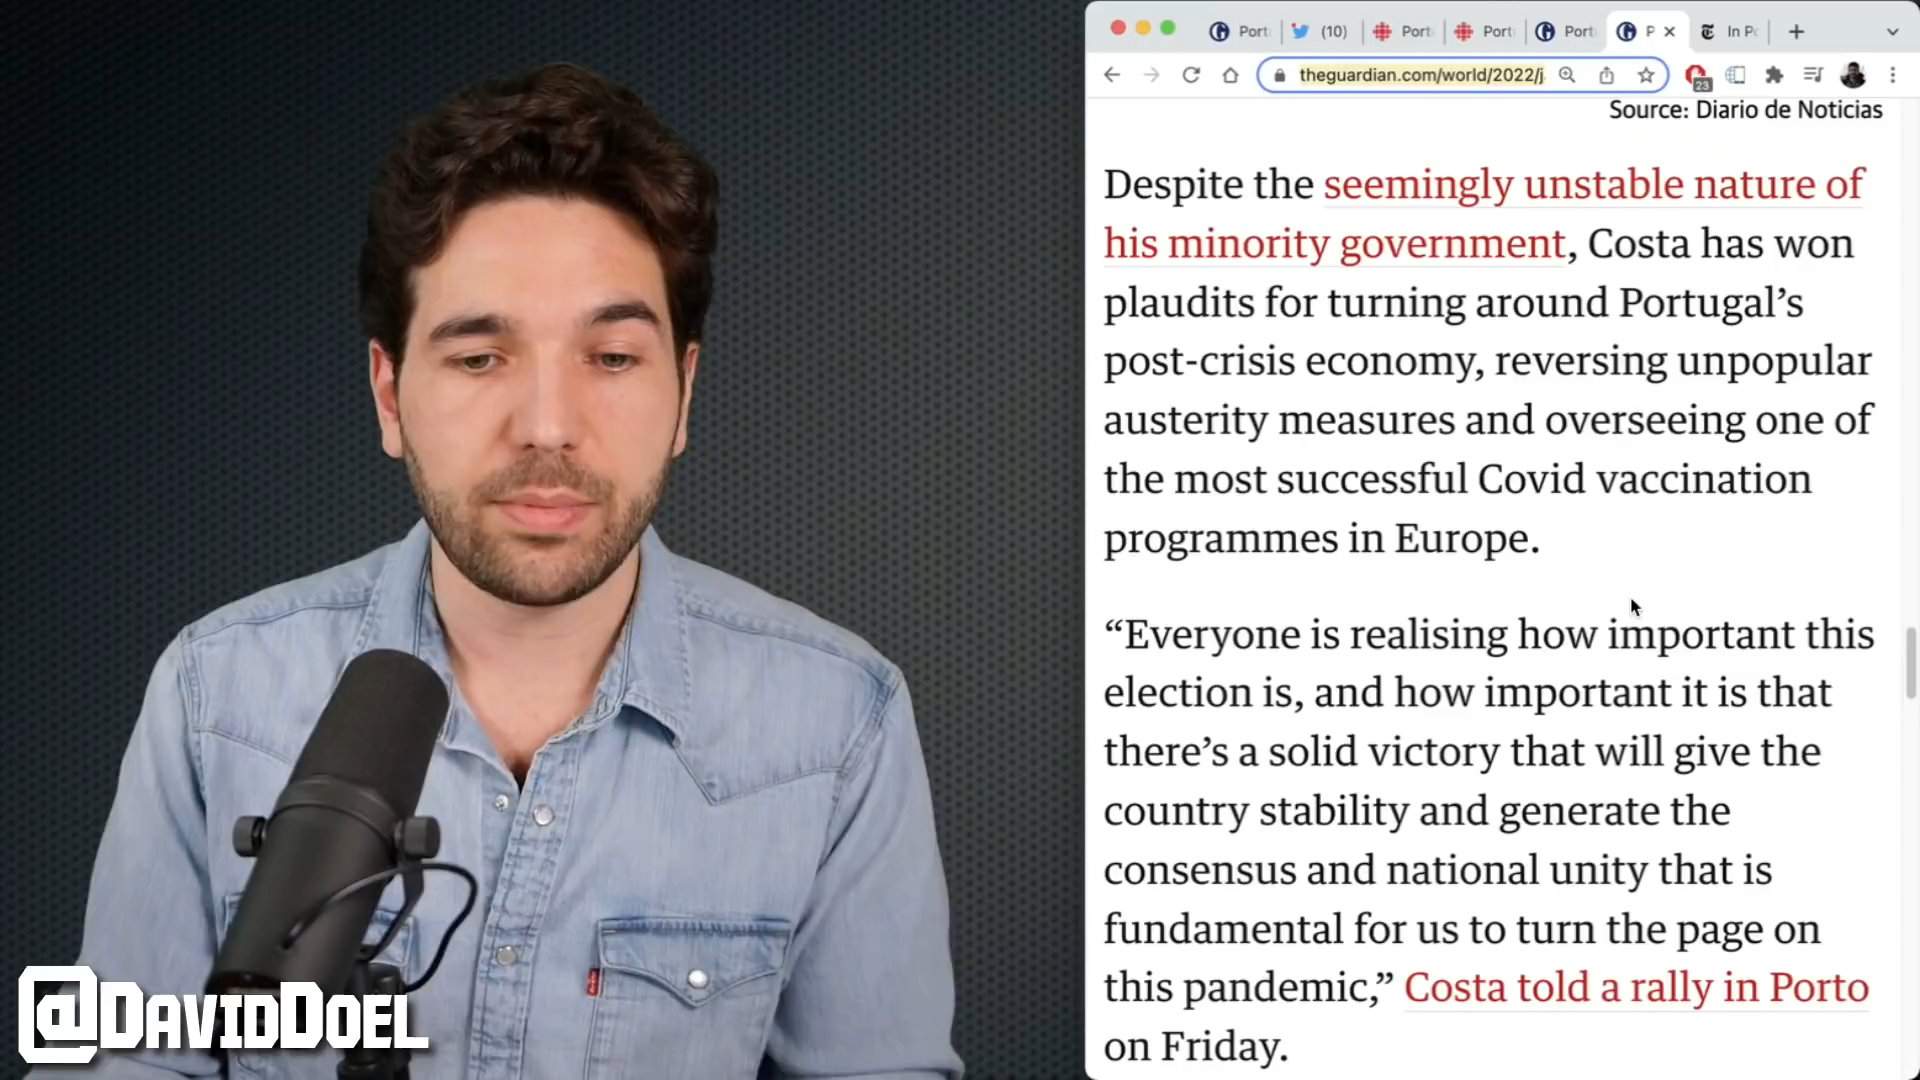 Port
(10)
Port
Port
Port
P
In Po
theguardian.com/world/2022/j
23
Source: Diario de Noticias
Despite the seemingly unstable nature of
his minority government, Costa has won
plaudits for turning around Portugal’s
post-crisis economy, reversing unpopular
austerity measures and overseeing one of
the most successful Covid vaccination
programmes in Europe.
“Everyone is realising how important this
election is, and how important it is that
there’s a solid victory that will give the
country stability and generate the
consensus and national unity that is
fundamental for us to turn the page on
this pandemic,” Costa told a rally in Porto
on Friday.
@DAVIDDOEL